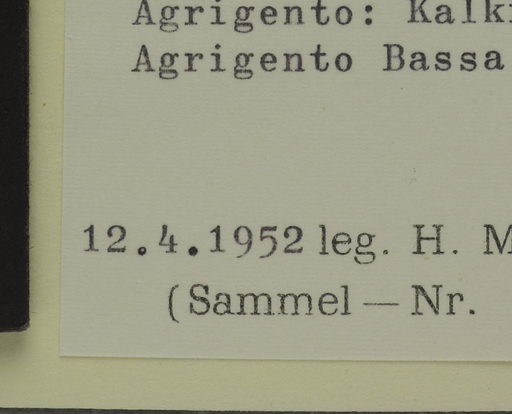 Agrigento: Kalk
Agrigento Bassa
12.4.1952 leg. H. M
(Sammel – Nr.